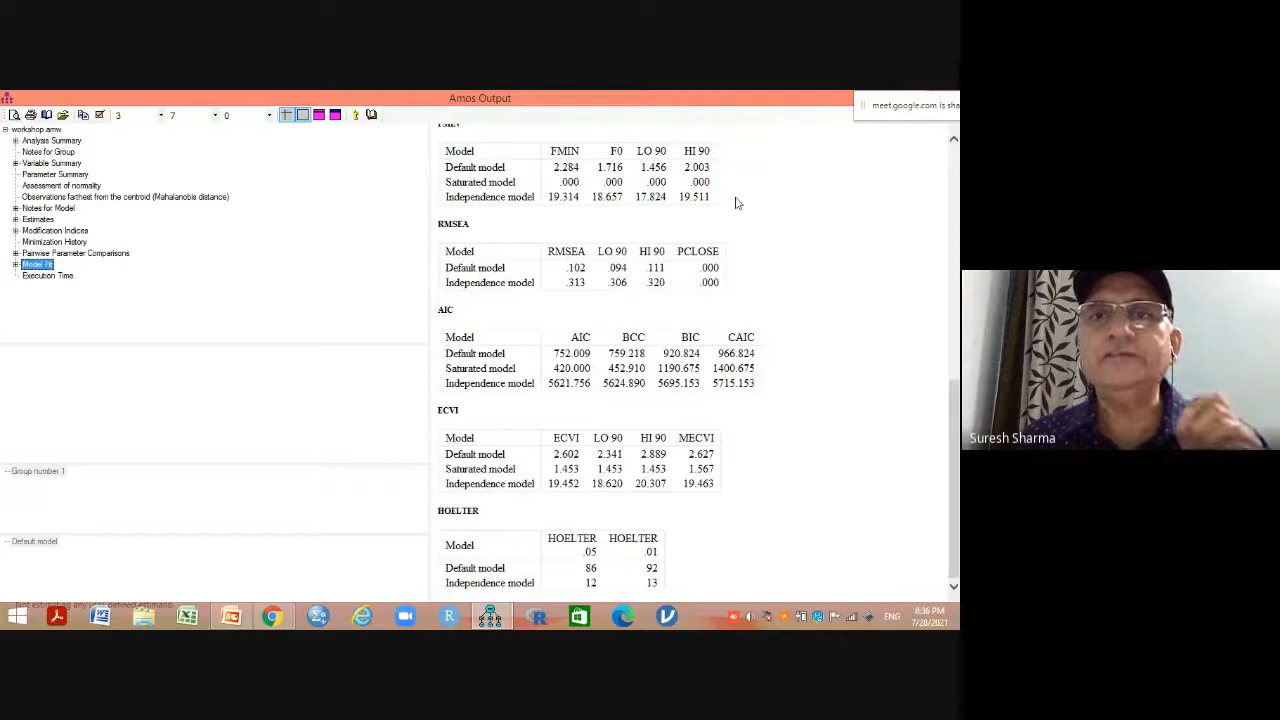 Amos Output
meet.google.com is sha
3 7 0
workshop.amw
Analysis Summary
Notes for Group
Variable Summary
Parameter Summary
Assessment of normality
Observations farthest from the centroid (Mahalanobis distance)
Notes for Model
Estimates
Modification Indices
Minimization History
Pairwise Parameter Comparisons
Model Fit
Execution Time
Group number 1
Default model
Not estimating any user-defined estimand.
FMIN
Model FMIN F0 LO 90 HI 90
Default model 2.284 1.716 1.456 2.003
Saturated model .000 .000 .000 .000
Independence model 19.314 18.657 17.824 19.511
RMSEA
Model RMSEA LO 90 HI 90 PCLOSE
Default model .102 .094 .111 .000
Independence model .313 .306 .320 .000
AIC
Model AIC BCC BIC CAIC
Default model 752.009 759.218 920.824 966.824
Saturated model 420.000 452.910 1190.675 1400.675
Independence model 5621.756 5624.890 5695.153 5715.153
ECVI
Model ECVI LO 90 HI 90 MECVI
Default model 2.602 2.341 2.889 2.627
Saturated model 1.453 1.453 1.453 1.567
Independence model 19.452 18.620 20.307 19.463
HOELTER
Model HOELTER .05 HOELTER .01
Default model 86 92
Independence model 12 13
Suresh Sharma
ENG
8:36 PM
7/28/2021